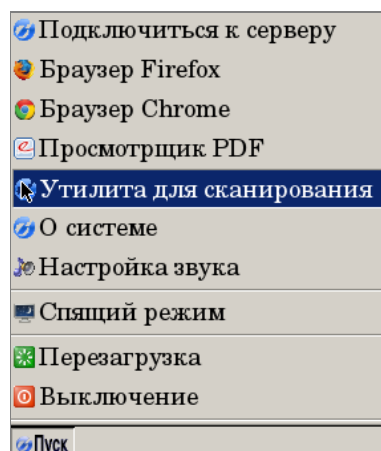 Подключиться к серверу
Браузер Firefox
Браузер Chrome
Просмотрщик PDF
Утилита для сканирования
О системе
Настройка звука
Спящий режим
Перезагрузка
Выключение
Пуск